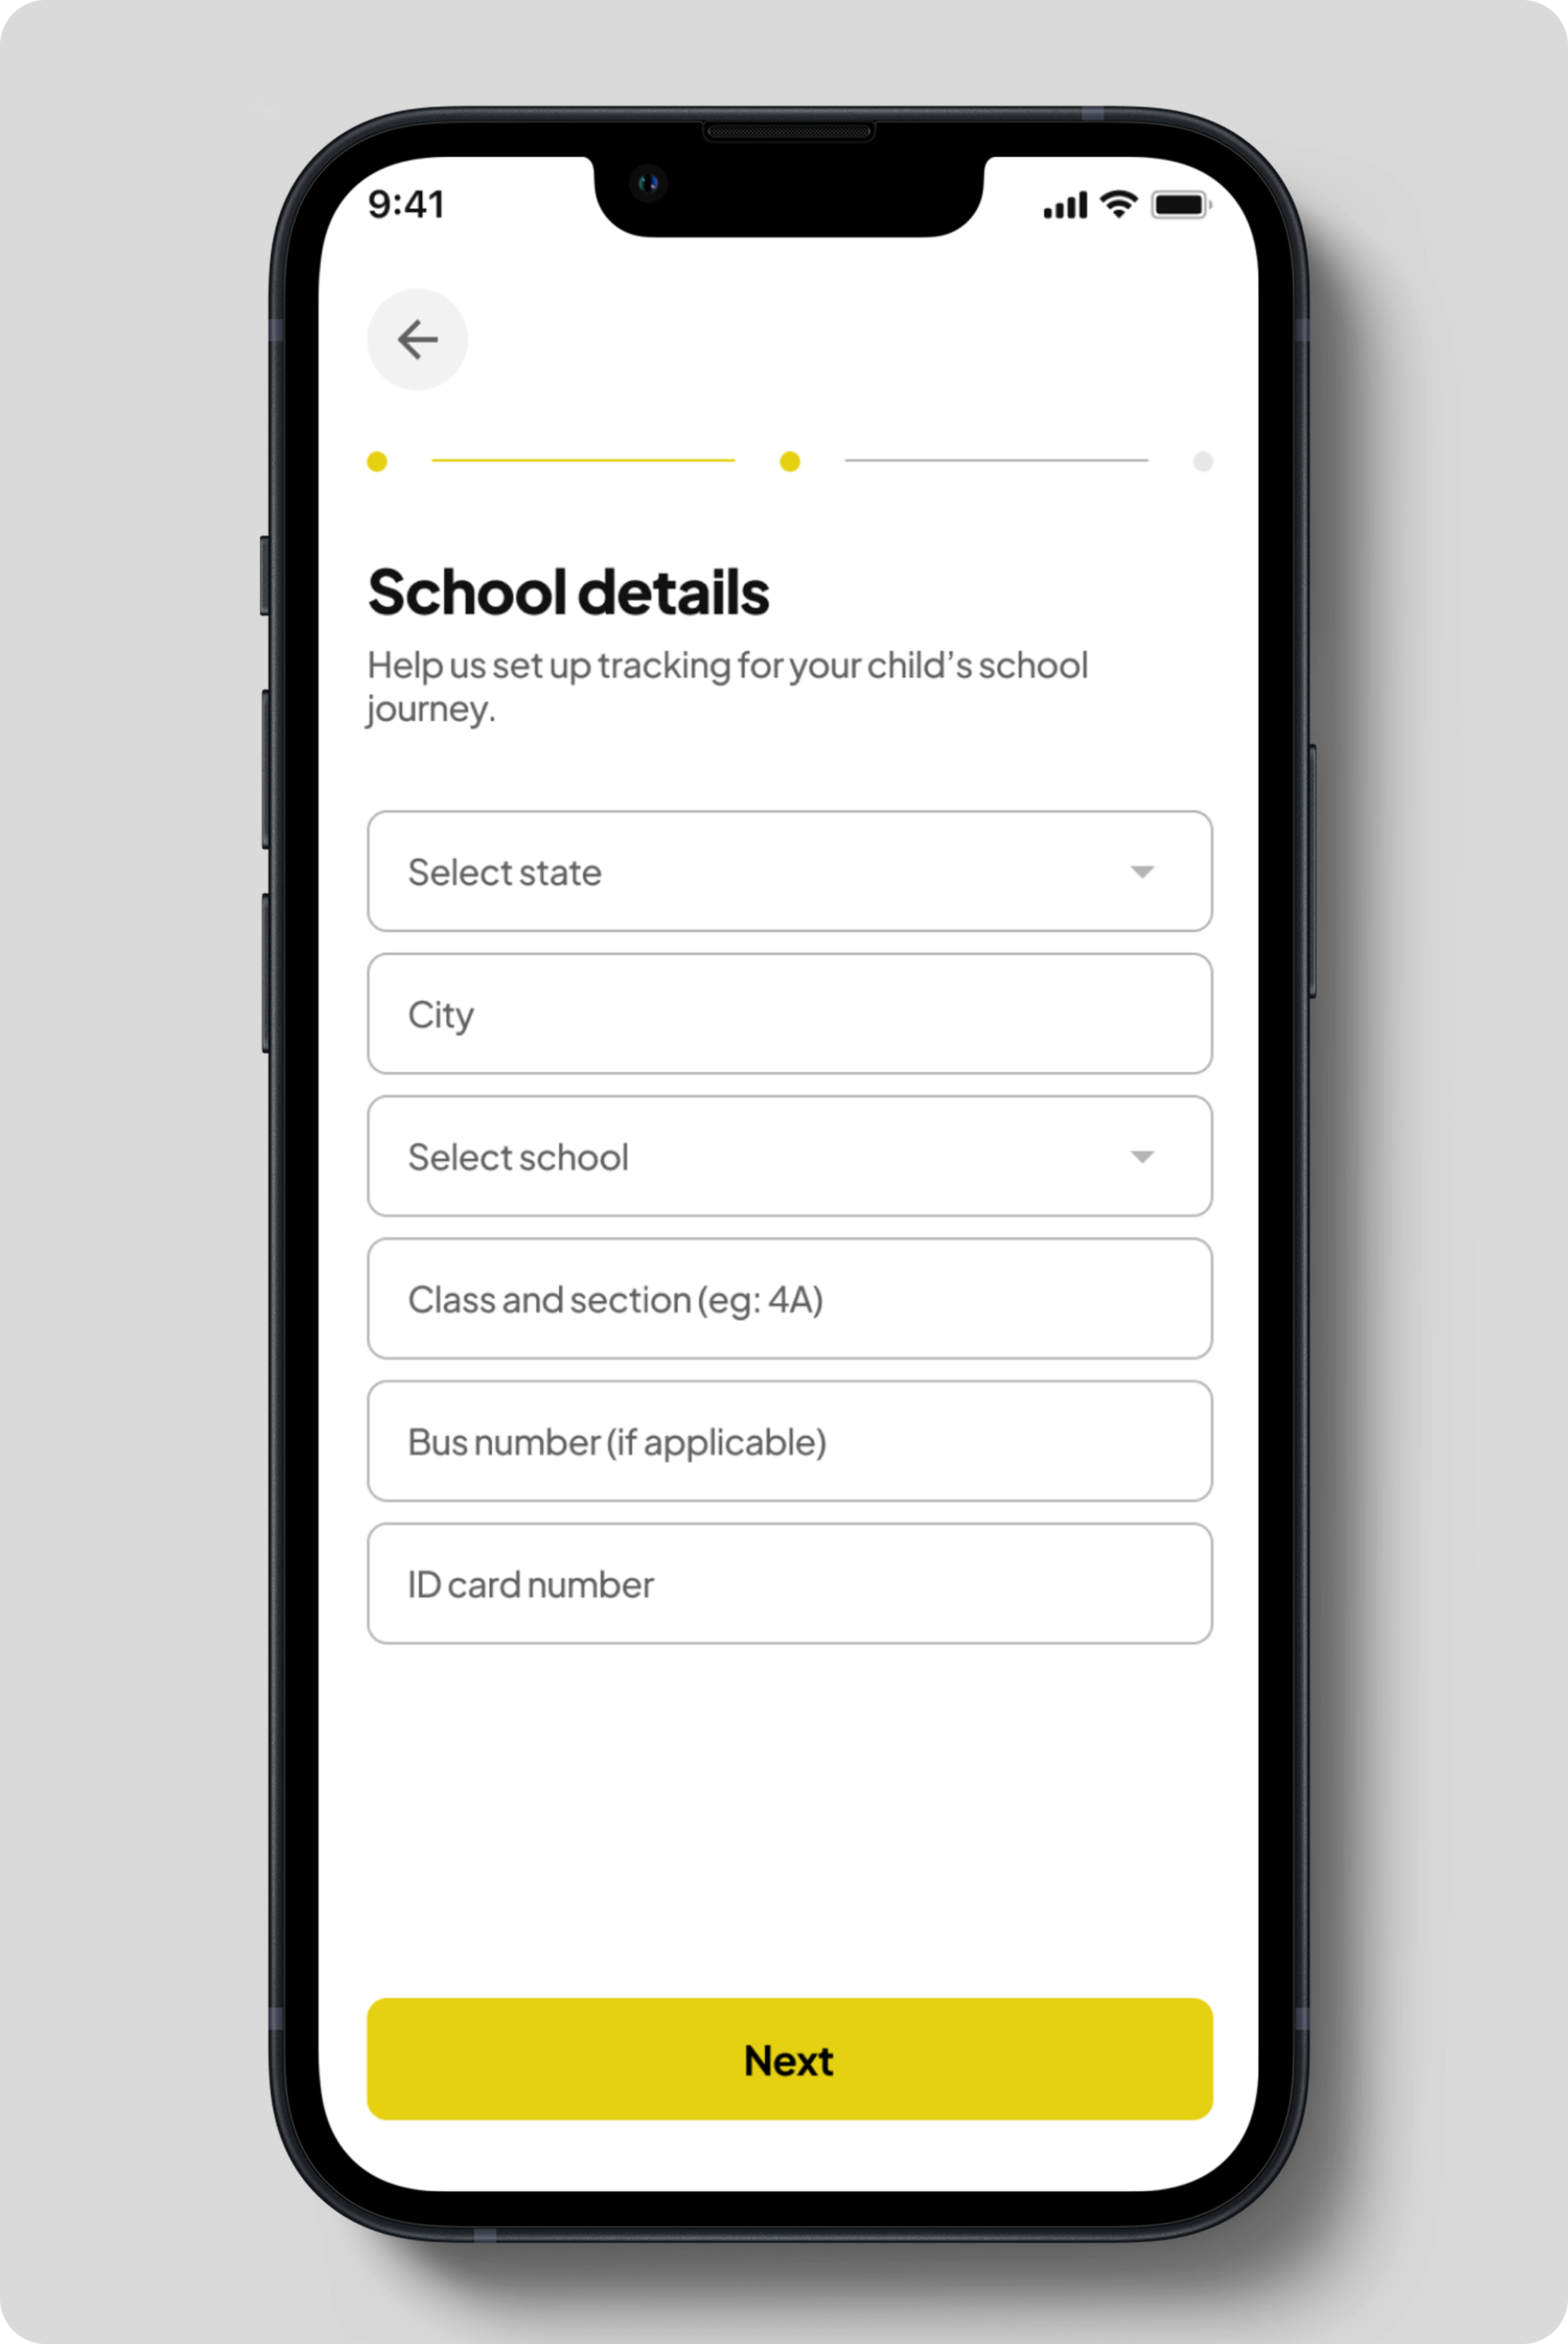 9:41
School details
Help us set up tracking for your child’s school
journey.
Select state
City
Select school
Class and section (eg: 4A)
Bus number (if applicable)
ID card number
Next